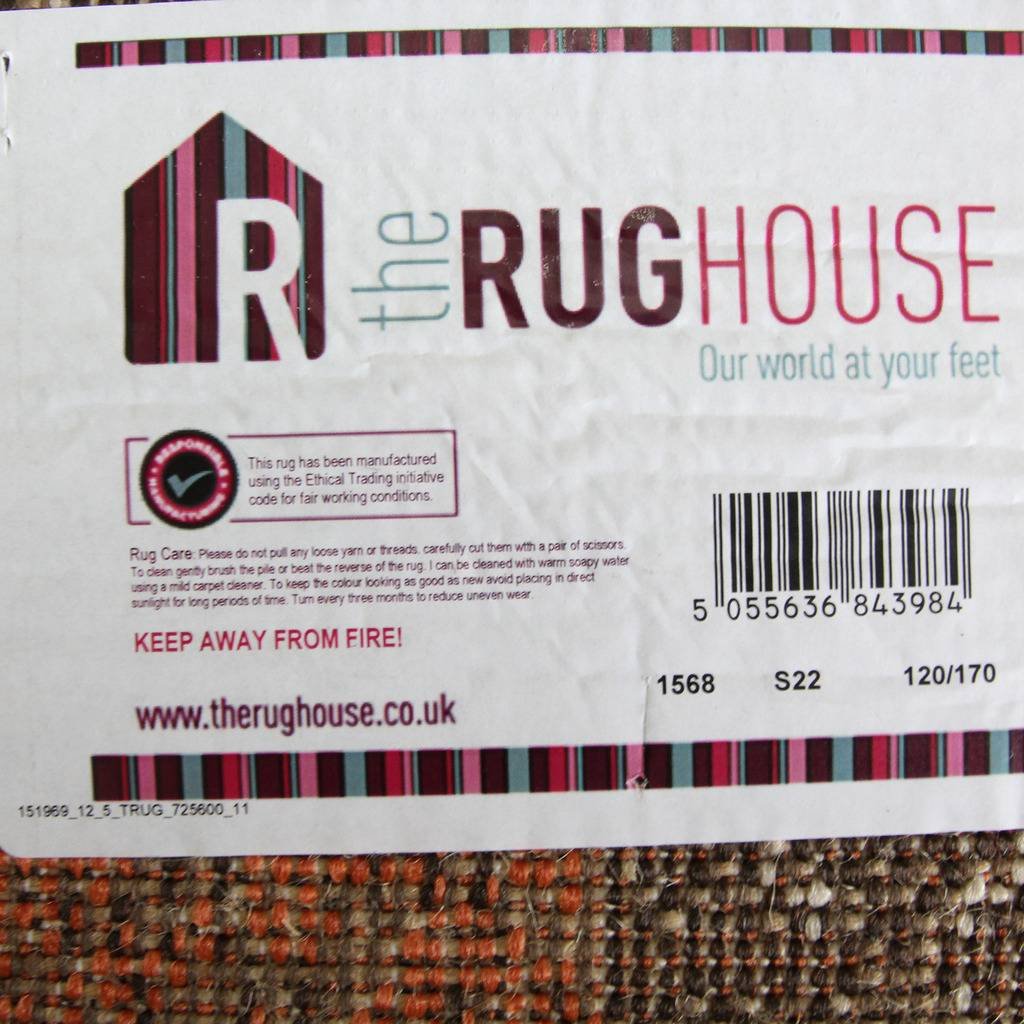 R
the RUGHOUSE
Our world at your feet
RESPONSIBLE MANUFACTURING
This rug has been manufactured
using the Ethical Trading initiative
code for fair working conditions.
Rug Care: Please do not pull any loose yarn or threads, carefully cut them with a pair of scissors.
To clean gently brush the pile or beat the reverse of the rug. I can be cleaned with warm soapy water
using a mild carpet cleaner. To keep the colour looking as good as new avoid placing in direct
sunlight for long periods of time. Turn every three months to reduce uneven wear.
KEEP AWAY FROM FIRE!
5 055636 843984
1568 S22 120/170
www.therughouse.co.uk
151969_12_5_TRUG_725600_11